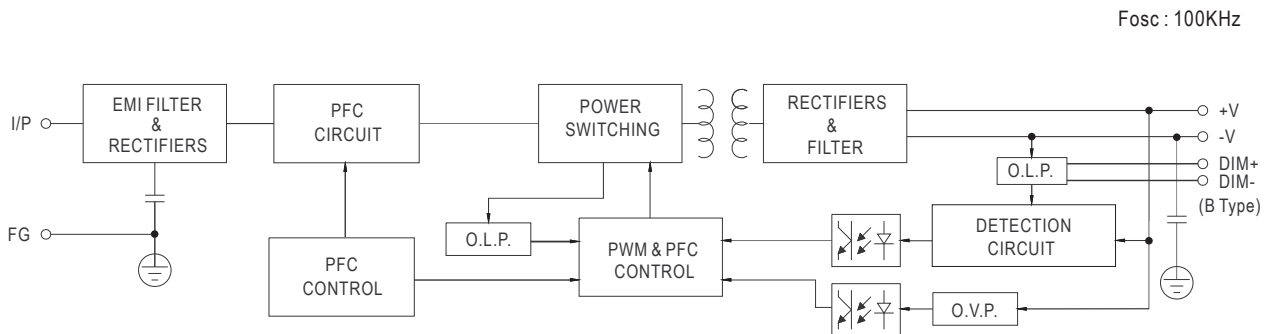 Fosc : 100KHz
I/P
EMI FILTER
&
RECTIFIERS
PFC
CIRCUIT
POWER
SWITCHING
RECTIFIERS
&
FILTER
+V
-V
DIM+
DIM-
(B Type)
O.L.P.
FG
O.L.P.
PFC
CONTROL
PWM & PFC
CONTROL
DETECTION
CIRCUIT
O.V.P.